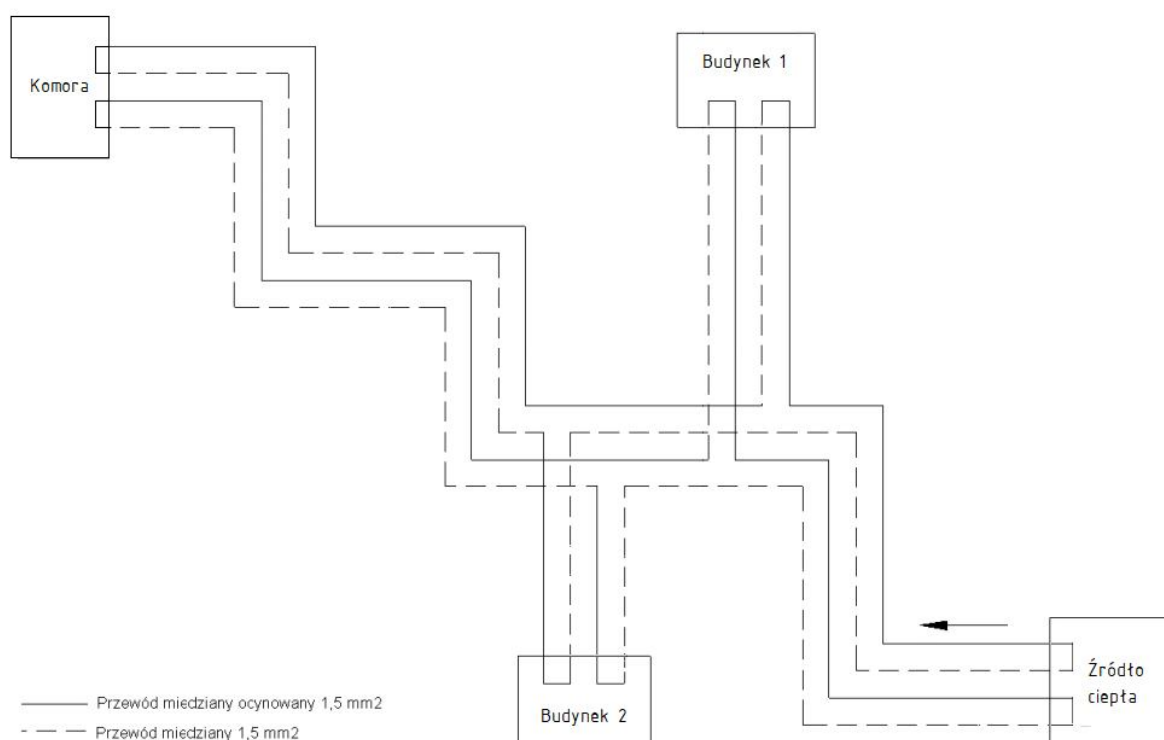 Komora
Budynek 1
Źródło
ciepła
Budynek 2
Przewód miedziany ocynowany 1,5 mm2
Przewód miedziany 1,5 mm2